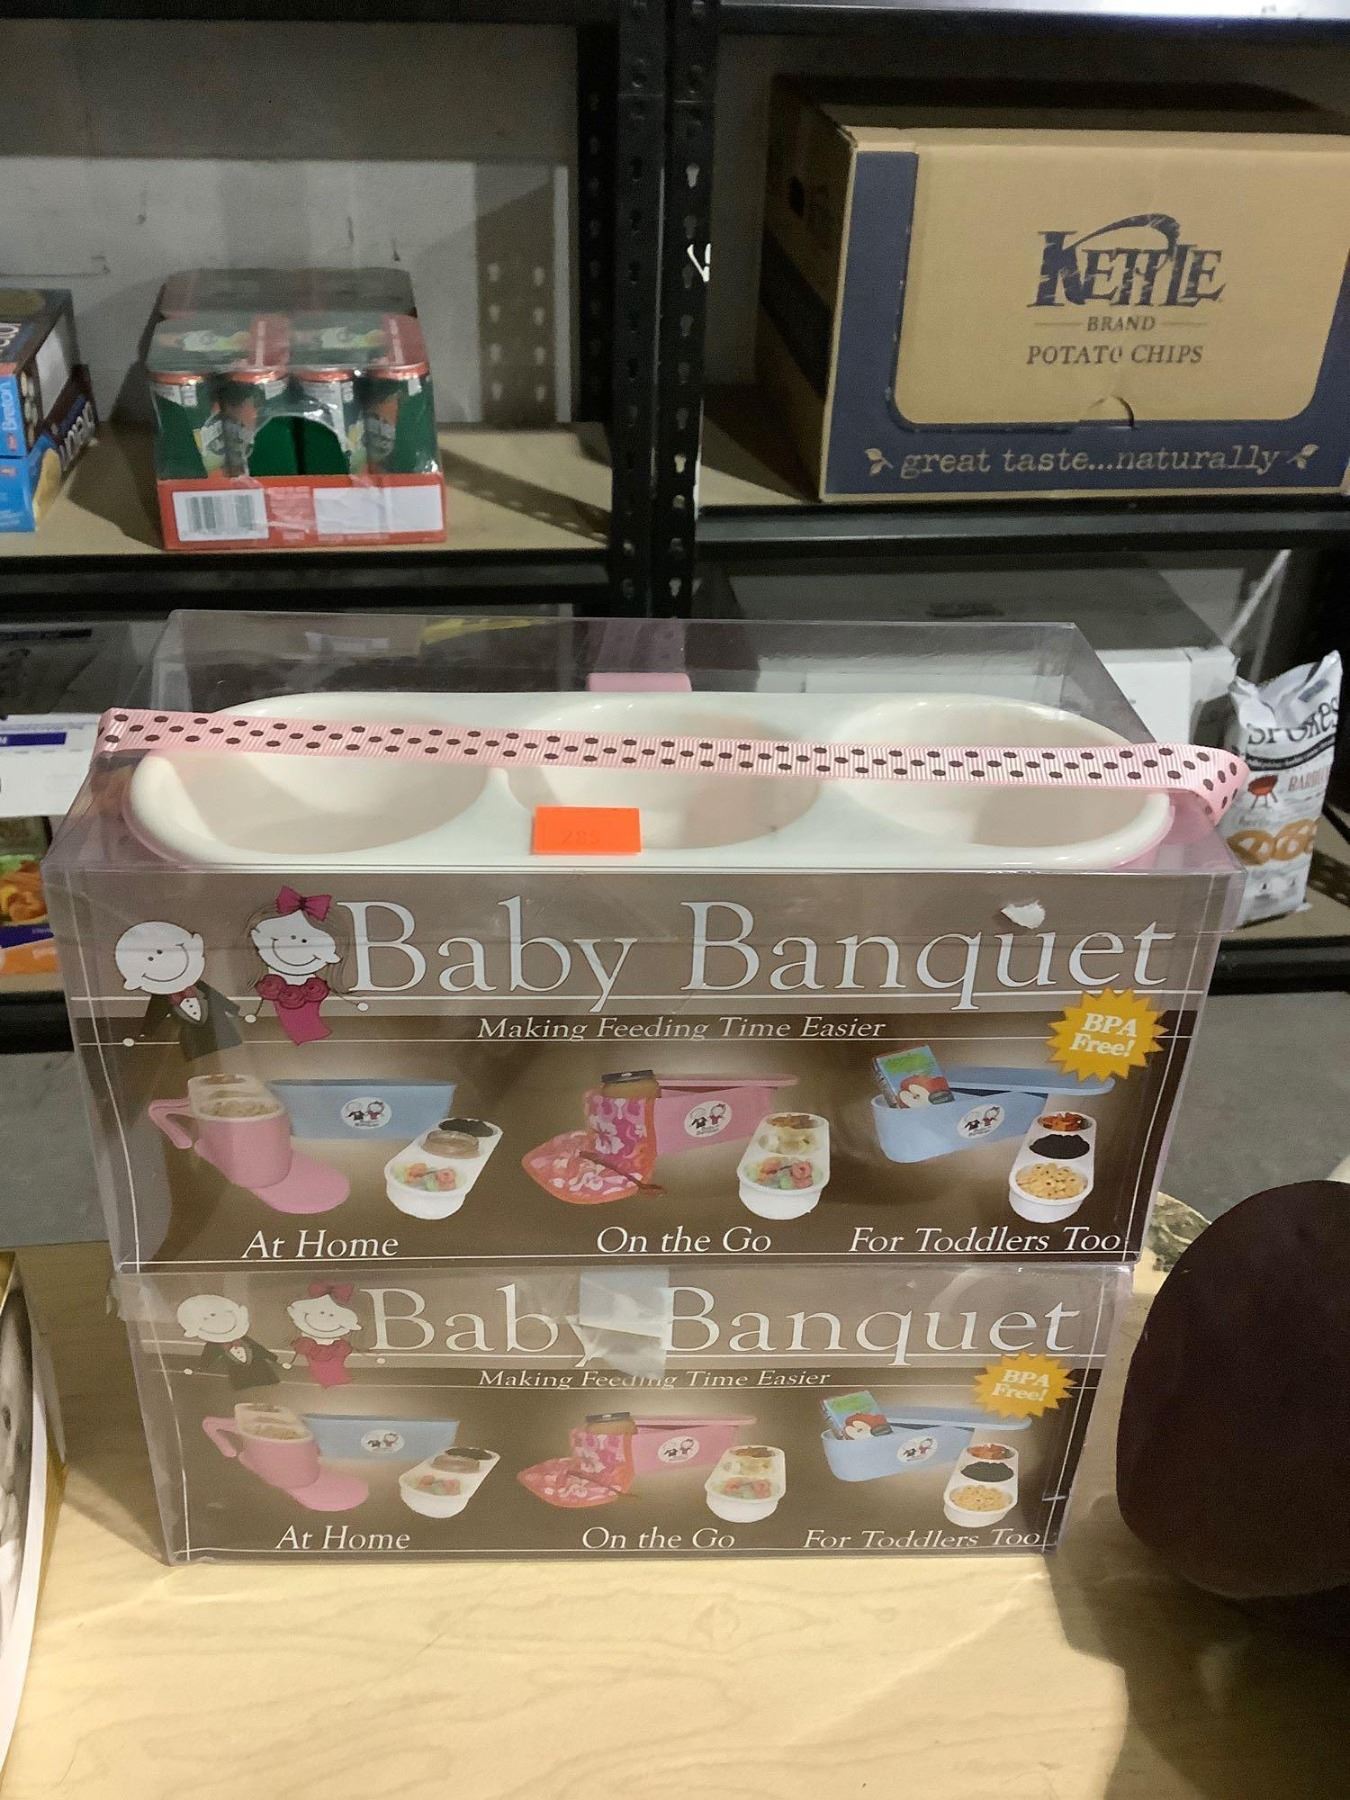 KETTLE
BRAND
POTATO CHIPS
great taste...naturally
Breton
285
Baby Banquet
Making Feeding Time Easier
BPA
Free!
At Home
On the Go
For Toddlers Too
Baby Banquet
Making Feeding Time Easier
BPA
Free!
At Home
On the Go
For Toddlers Too